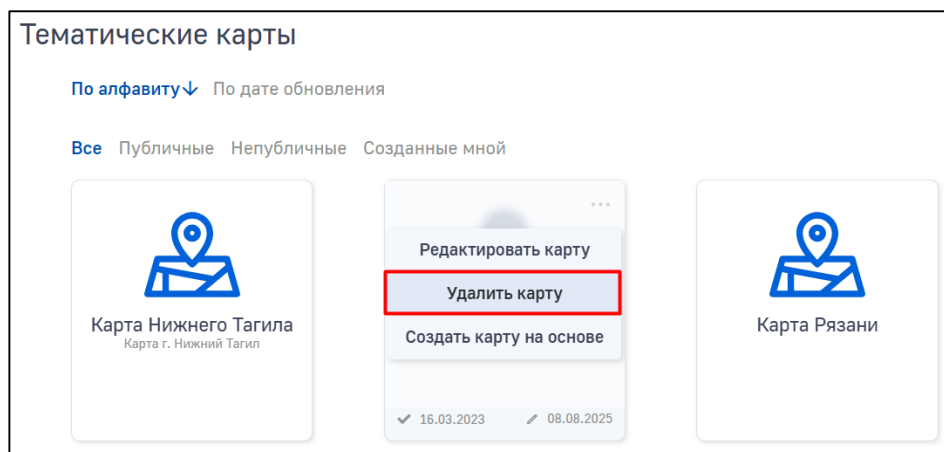 Тематические карты
По алфавиту↓ По дате обновления
Все Публичные Непубличные Созданные мной
Карта Нижнего Тагила
Карта г. Нижний Тагил
Редактировать карту
Удалить карту
Создать карту на основе
16.03.2023 08.08.2025
Карта Рязани